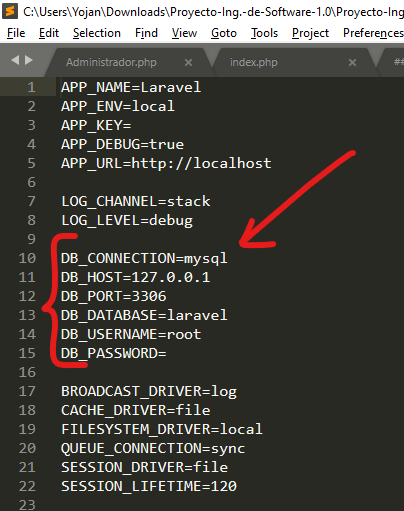 C:\Users\Yojan\Downloads\Proyecto-Ing.-de-Software-1.0\Proyecto-Ing
File Edit Selection Find View Goto Tools Project Preferences
Administrador.php index.php ##
1 APP_NAME=Laravel
2 APP_ENV=local
3 APP_KEY=
4 APP_DEBUG=true
5 APP_URL=http://localhost
6
7 LOG_CHANNEL=stack
8 LOG_LEVEL=debug
9
10 DB_CONNECTION=mysql
11 DB_HOST=127.0.0.1
12 DB_PORT=3306
13 DB_DATABASE=laravel
14 DB_USERNAME=root
15 DB_PASSWORD=
16
17 BROADCAST_DRIVER=log
18 CACHE_DRIVER=file
19 FILESYSTEM_DRIVER=local
20 QUEUE_CONNECTION=sync
21 SESSION_DRIVER=file
22 SESSION_LIFETIME=120
23